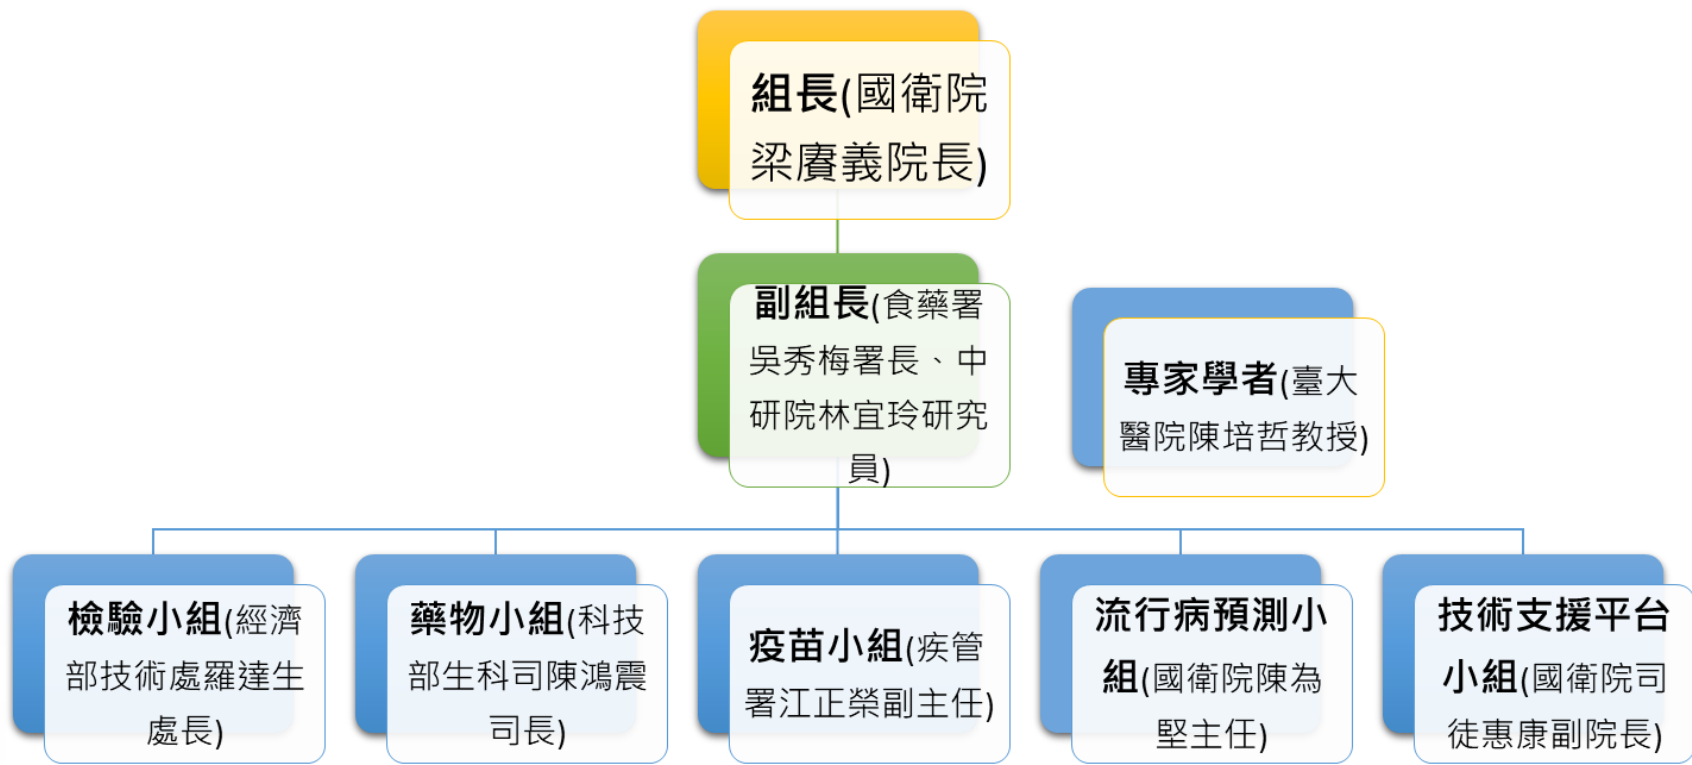 組長(國衛院
梁賡義院長)
副組長(食藥署
吳秀梅署長、中
研院林宜玲研究
員)
專家學者(臺大
醫院陳培哲教授)
檢驗小組(經濟
部技術處羅達生
處長)
藥物小組(科技
部生科司陳鴻震
司長)
疫苗小組(疾管
署江正榮副主任)
流行病預測小
組(國衛院陳為
堅主任)
技術支援平台
小組(國衛院司
徒惠康副院長)